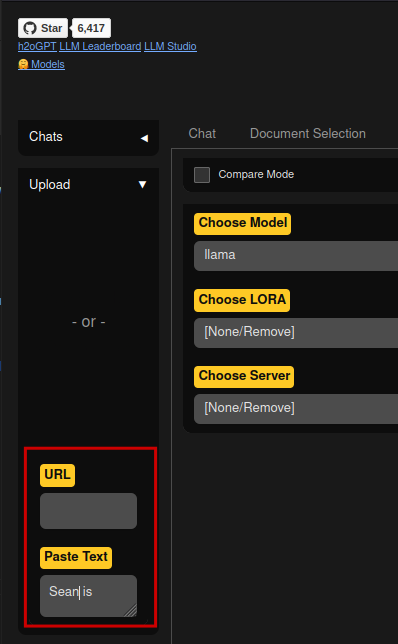 Star 6,417
h2oGPT LLM Leaderboard LLM Studio
🤗 Models
Chats
Chat Document Selection
Compare Mode
Upload
Choose Model
llama
Choose LORA
[None/Remove]
- or -
Choose Server
[None/Remove]
URL
Paste Text
Sean is